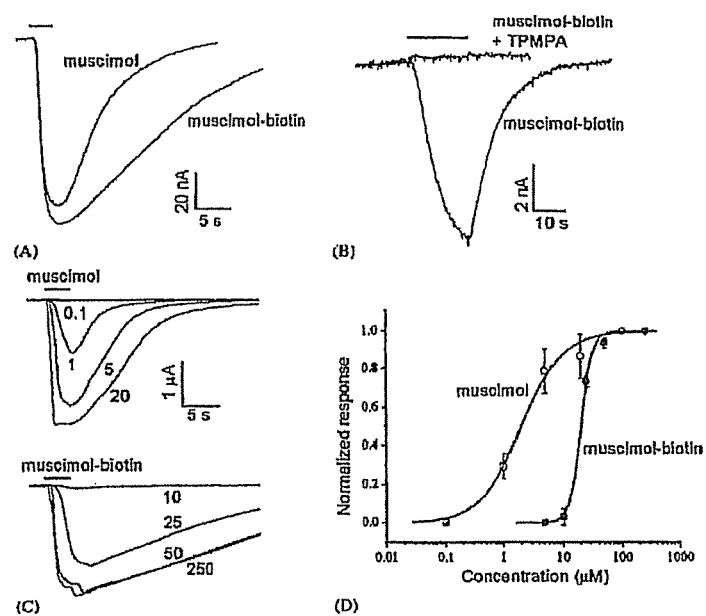 muscimol
muscimol-biotin
20 nA
5 s
(A)
muscimol-biotin
+ TPMPA
muscimol-biotin
2 nA
10 s
(B)
muscimol
0.1
1
5
20
1 µA
5 s
muscimol-biotin
10
25
50
250
(C)
Normalized response
1.0
0.8
0.6
0.4
0.2
0.0
muscimol
muscimol-biotin
0.01 0.1 1 10 100 1000
Concentration (µM)
(D)